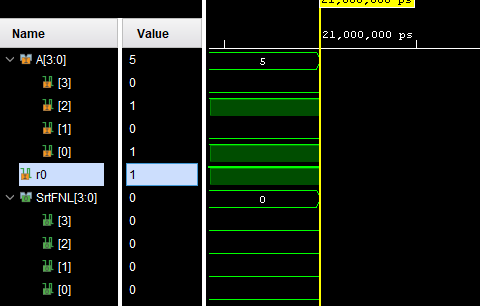 21,000,000 ps
Name Value
21,000,000 ps
A[3:0] 5 5
[3] 0
[2] 1
[1] 0
[0] 1
r0 1
SrtFNL[3:0] 0 0
[3] 0
[2] 0
[1] 0
[0] 0